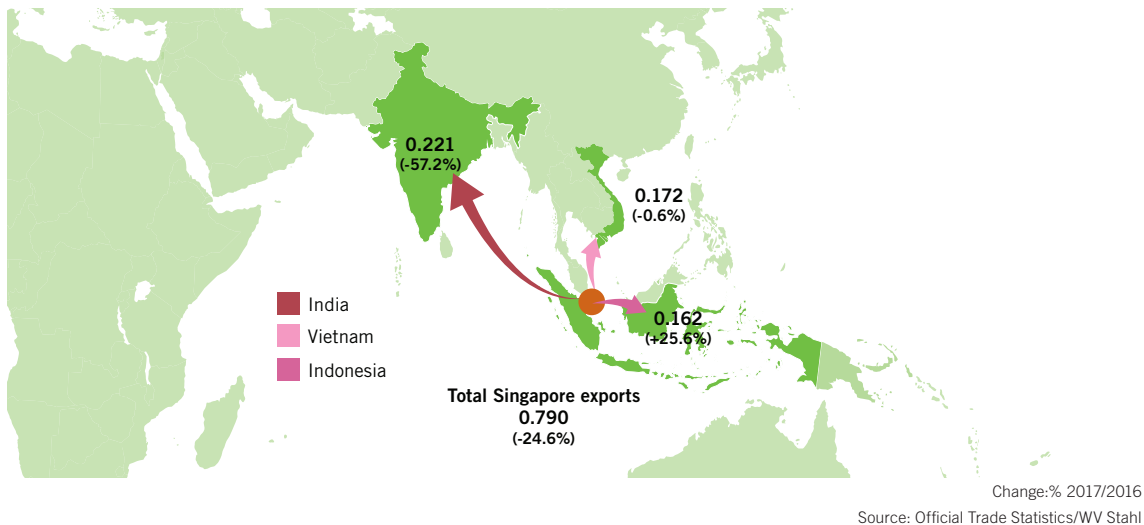 0.221
(-57.2%)
0.172
(-0.6%)
India
Vietnam
Indonesia
0.162
(+25.6%)
Total Singapore exports
0.790
(-24.6%)
Change:% 2017/2016
Source: Official Trade Statistics/WV Stahl